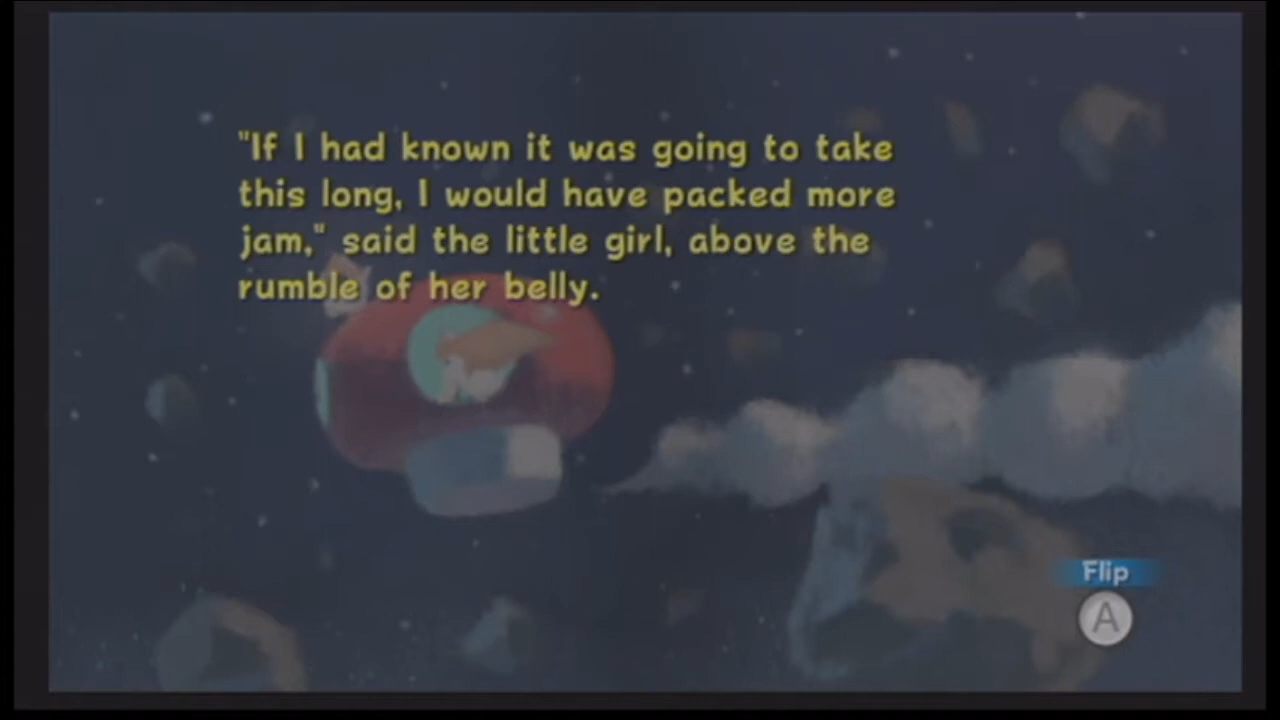 "If I had known it was going to take
this long, I would have packed more
jam," said the little girl, above the
rumble of her belly.
Flip
A